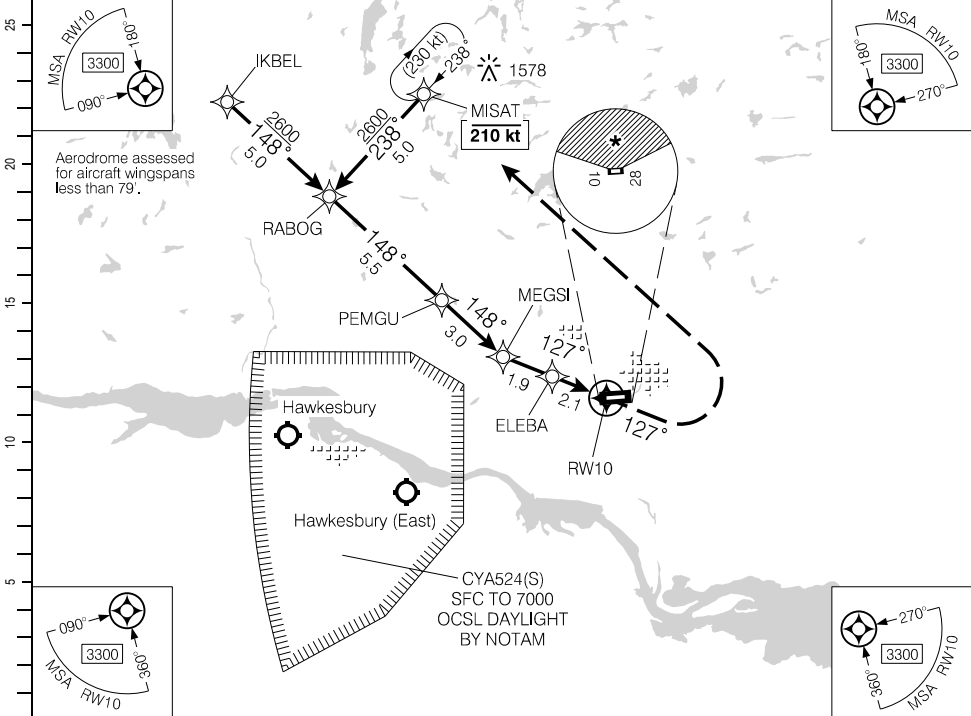 25
20
15
10
5
MSA RW10
180°
3300
090°
MSA RW10
180°
3300
270°
IKBEL
(230 kt)
238°
1578
MISAT
210 kt
2600
148°
5.0
2600
238°
5.0
Aerodrome assessed
for aircraft wingspans
less than 79'.
*
10
28
RABOG
148°
5.5
PEMGU
148°
3.0
MEGSI
127°
1.9
2.1
ELEBA
127°
RW10
Hawkesbury
Hawkesbury (East)
CYA524(S)
SFC TO 7000
OCSL DAYLIGHT
BY NOTAM
090°
3300
360°
MSA RW10
270°
3300
360°
MSA RW10